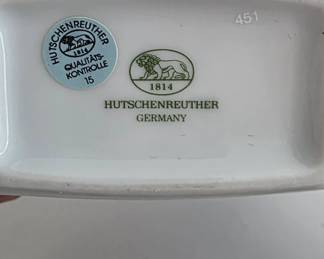 451
HUTSCHENREUTHER
1814
QUALITÄTS-
KONTROLLE
15
1814
HUTSCHENREUTHER
GERMANY